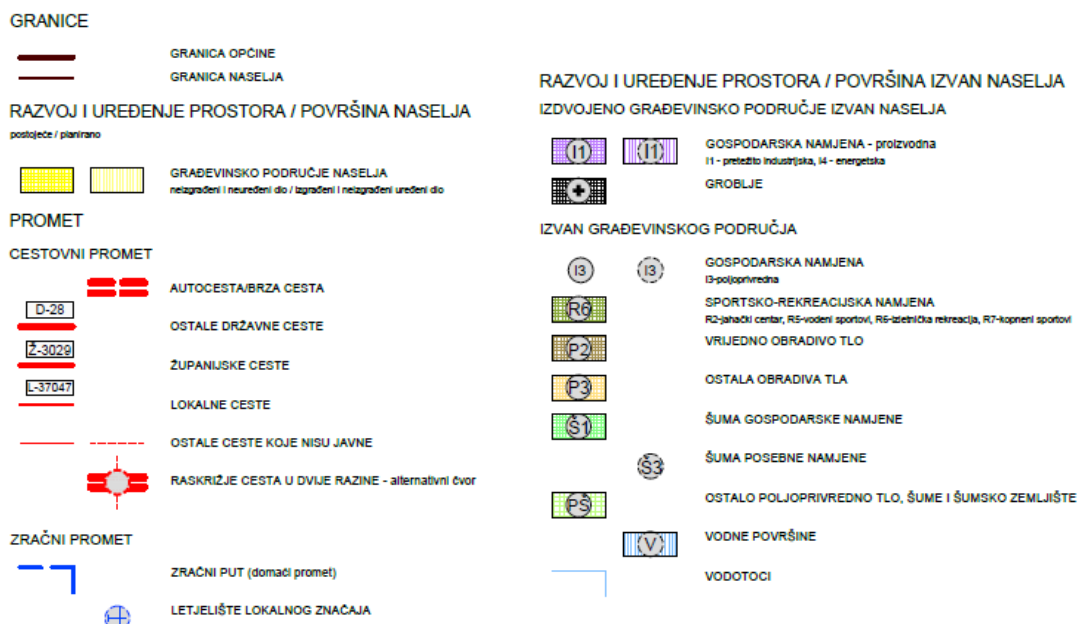 GRANICE
GRANICA OPĆINE
GRANICA NASELJA
RAZVOJ I UREĐENJE PROSTORA / POVRŠINA NASELJA
postojeće / planirano
GRAĐEVINSKO PODRUČJE NASELJA
neizgrađeni i neuređeni dio / izgrađeni i neizgrađeni uređeni dio
PROMET
CESTOVNI PROMET
AUTOCESTA/BRZA CESTA
D-28
OSTALE DRŽAVNE CESTE
Ž-3029
ŽUPANIJSKE CESTE
L-37047
LOKALNE CESTE
OSTALE CESTE KOJE NISU JAVNE
RASKRIŽJE CESTA U DVIJE RAZINE - alternativni čvor
ZRAČNI PROMET
ZRAČNI PUT (domaći promet)
LETJELIŠTE LOKALNOG ZNAČAJA
RAZVOJ I UREĐENJE PROSTORA / POVRŠINA IZVAN NASELJA
IZDVOJENO GRAĐEVINSKO PODRUČJE IZVAN NASELJA
I1 I1 GOSPODARSKA NAMJENA - proizvodna
I1 - pretežito industrijska, I4 - energetska
GROBLJE
IZVAN GRAĐEVINSKOG PODRUČJA
I3 I3 GOSPODARSKA NAMJENA
I3-poljoprivredna
R6 SPORTSKO-REKREACIJSKA NAMJENA
R2-jahački centar, R5-vodeni sportovi, R6-izletnička rekreacija, R7-kopneni sportovi
P2 VRIJEDNO OBRADIVO TLO
P3 OSTALA OBRADIVA TLA
Š1 ŠUMA GOSPODARSKE NAMJENE
Š3 ŠUMA POSEBNE NAMJENE
PŠ OSTALO POLJOPRIVREDNO TLO, ŠUME I ŠUMSKO ZEMLJIŠTE
V VODNE POVRŠINE
VODOTOCI